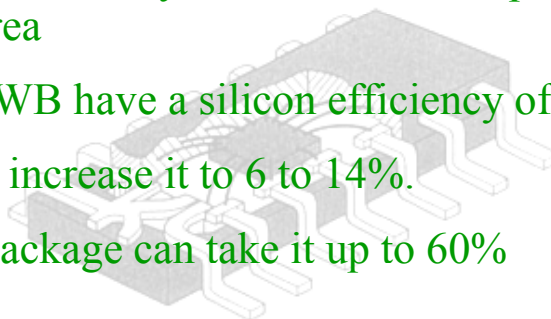 rea
WB have a silicon efficiency of
increase it to 6 to 14%.
ackage can take it up to 60%